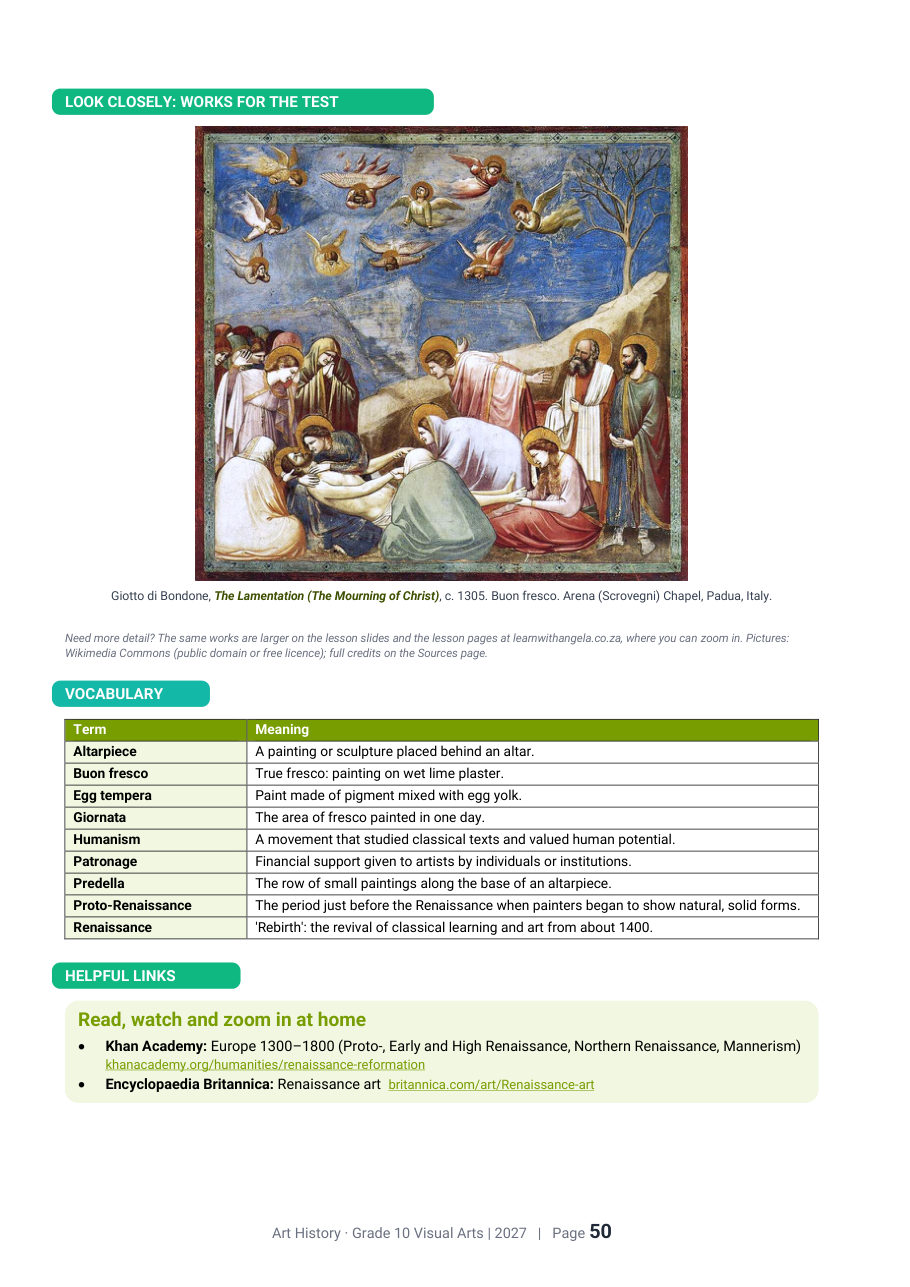 LOOK CLOSELY: WORKS FOR THE TEST
Giotto di Bondone, The Lamentation (The Mourning of Christ), c. 1305. Buon fresco. Arena (Scrovegni) Chapel, Padua, Italy.
Need more detail? The same works are larger on the lesson slides and the lesson pages at learnwithangela.co.za, where you can zoom in. Pictures:
Wikimedia Commons (public domain or free licence); full credits on the Sources page.
VOCABULARY
Term Meaning
Altarpiece A painting or sculpture placed behind an altar.
Buon fresco True fresco: painting on wet lime plaster.
Egg tempera Paint made of pigment mixed with egg yolk.
Giornata The area of fresco painted in one day.
Humanism A movement that studied classical texts and valued human potential.
Patronage Financial support given to artists by individuals or institutions.
Predella The row of small paintings along the base of an altarpiece.
Proto-Renaissance The period just before the Renaissance when painters began to show natural, solid forms.
Renaissance 'Rebirth': the revival of classical learning and art from about 1400.
HELPFUL LINKS
Read, watch and zoom in at home
• Khan Academy: Europe 1300–1800 (Proto-, Early and High Renaissance, Northern Renaissance, Mannerism)
khanacademy.org/humanities/renaissance-reformation
• Encyclopaedia Britannica: Renaissance art britannica.com/art/Renaissance-art
Art History · Grade 10 Visual Arts | 2027 | Page 50